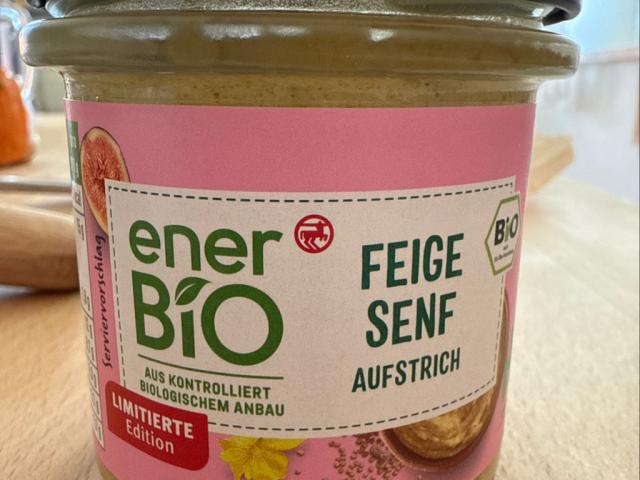 Serviervorschlag
ener
BiO
AUS KONTROLLIERT
BIOLOGISCHEM ANBAU
LIMITIERTE
Edition
FEIGE
SENF
AUFSTRICH
Bio